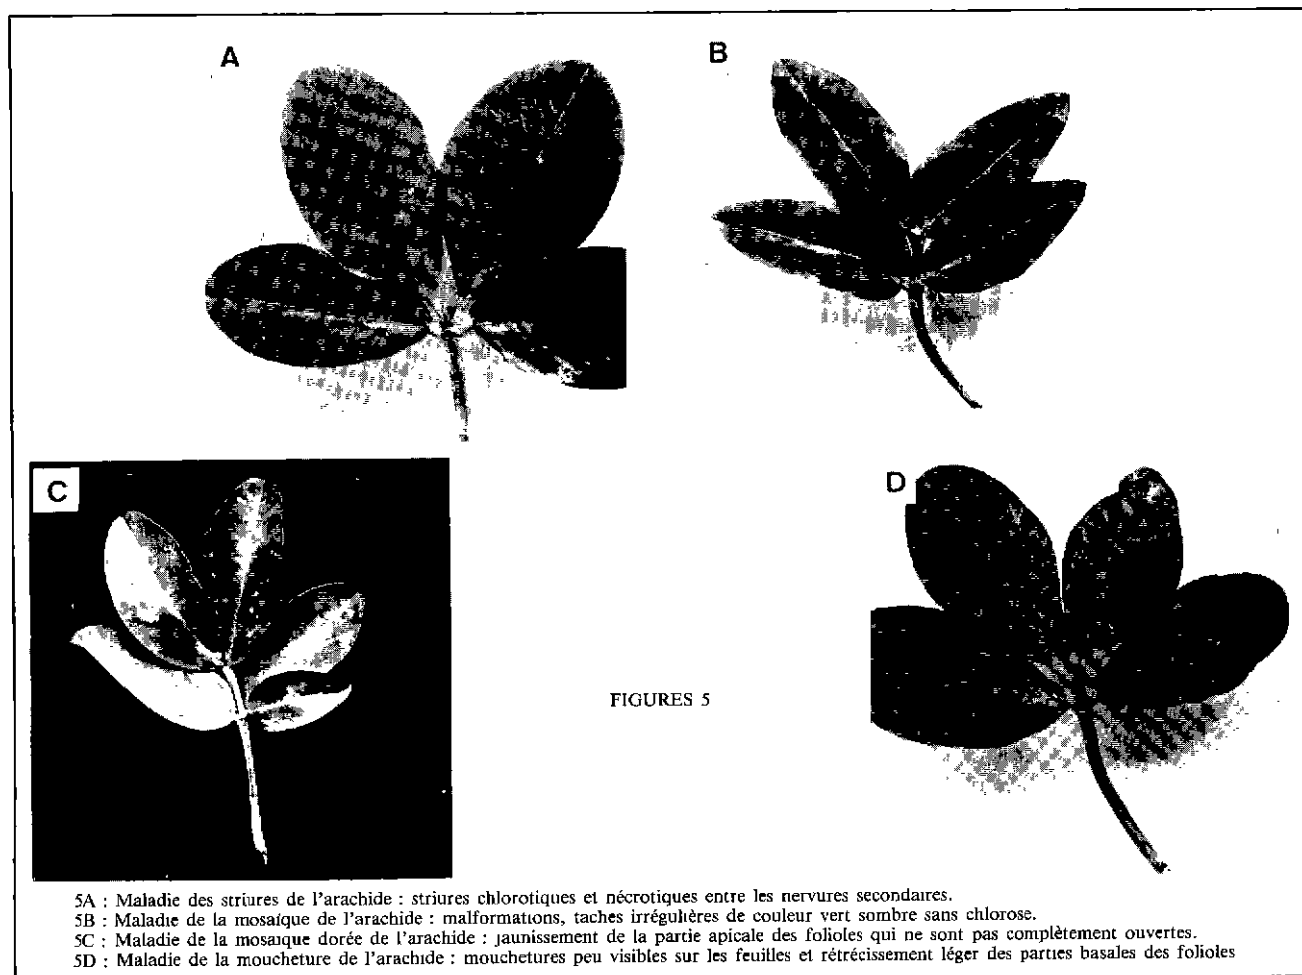 A
B
C
D
FIGURES 5
5A : Maladie des striures de l'arachide : striures chlorotiques et nécrotiques entre les nervures secondaires.
5B : Maladie de la mosaïque de l'arachide : malformations, taches irrégulières de couleur vert sombre sans chlorose.
5C : Maladie de la mosaïque dorée de l'arachide : jaunissement de la partie apicale des folioles qui ne sont pas complètement ouvertes.
5D : Maladie de la moucheture de l'arachide : mouchetures peu visibles sur les feuilles et rétrécissement léger des parties basales des folioles